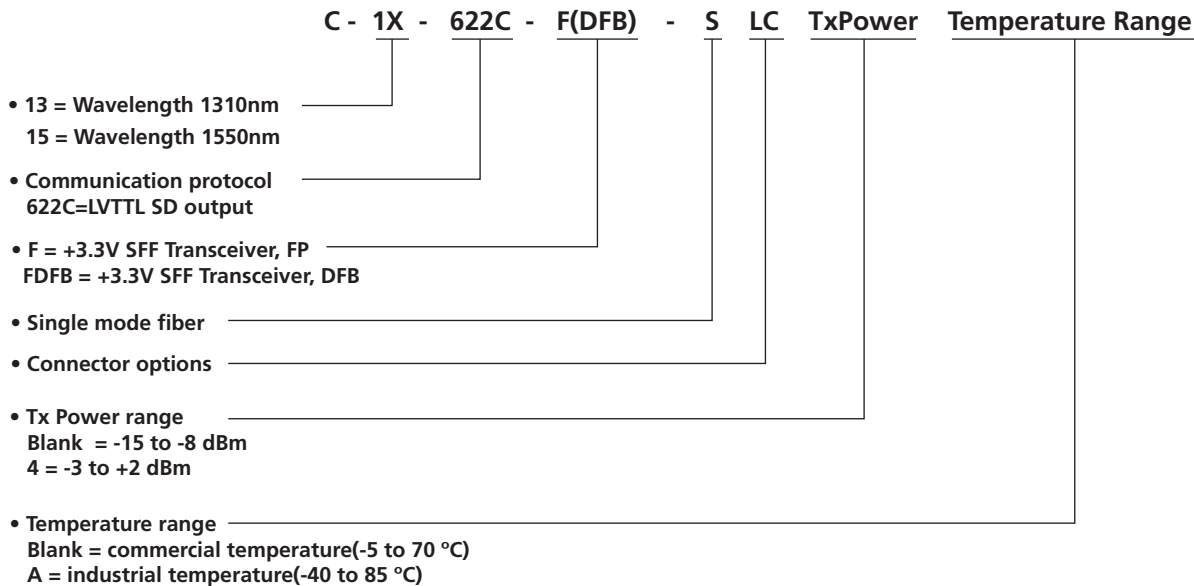 C - 1X - 622C - F(DFB) - S LC TxPower Temperature Range
• 13 = Wavelength 1310nm
15 = Wavelength 1550nm
• Communication protocol
622C=LVTTL SD output
• F = +3.3V SFF Transceiver, FP
FDFB = +3.3V SFF Transceiver, DFB
• Single mode fiber
• Connector options
• Tx Power range
Blank = -15 to -8 dBm
4 = -3 to +2 dBm
• Temperature range
Blank = commercial temperature(-5 to 70 ºC)
A = industrial temperature(-40 to 85 ºC)